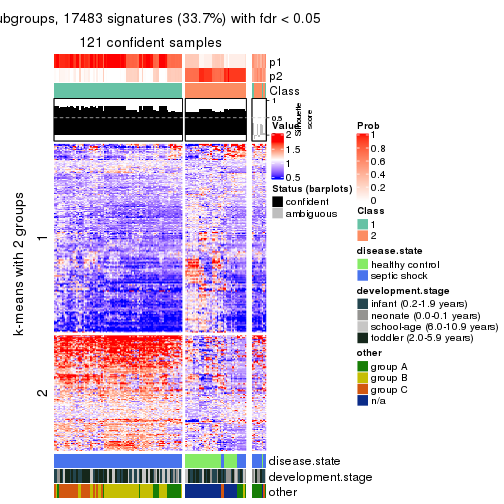 ubgroups, 17483 signatures (33.7%) with fdr < 0.05
121 confident samples
p1
p2
Class
1
0.5
0
Silhouette
score
k-means with 2 groups
1
2
disease.state
development.stage
other
Value
2
1.5
1
0.5
Status (barplots)
confident
ambiguous
Prob
1
0.8
0.6
0.4
0.2
0
Class
1
2
disease.state
healthy control
septic shock
development.stage
infant (0.2-1.9 years)
neonate (0.0-0.1 years)
school-age (6.0-10.9 years)
toddler (2.0-5.9 years)
other
group A
group B
group C
n/a